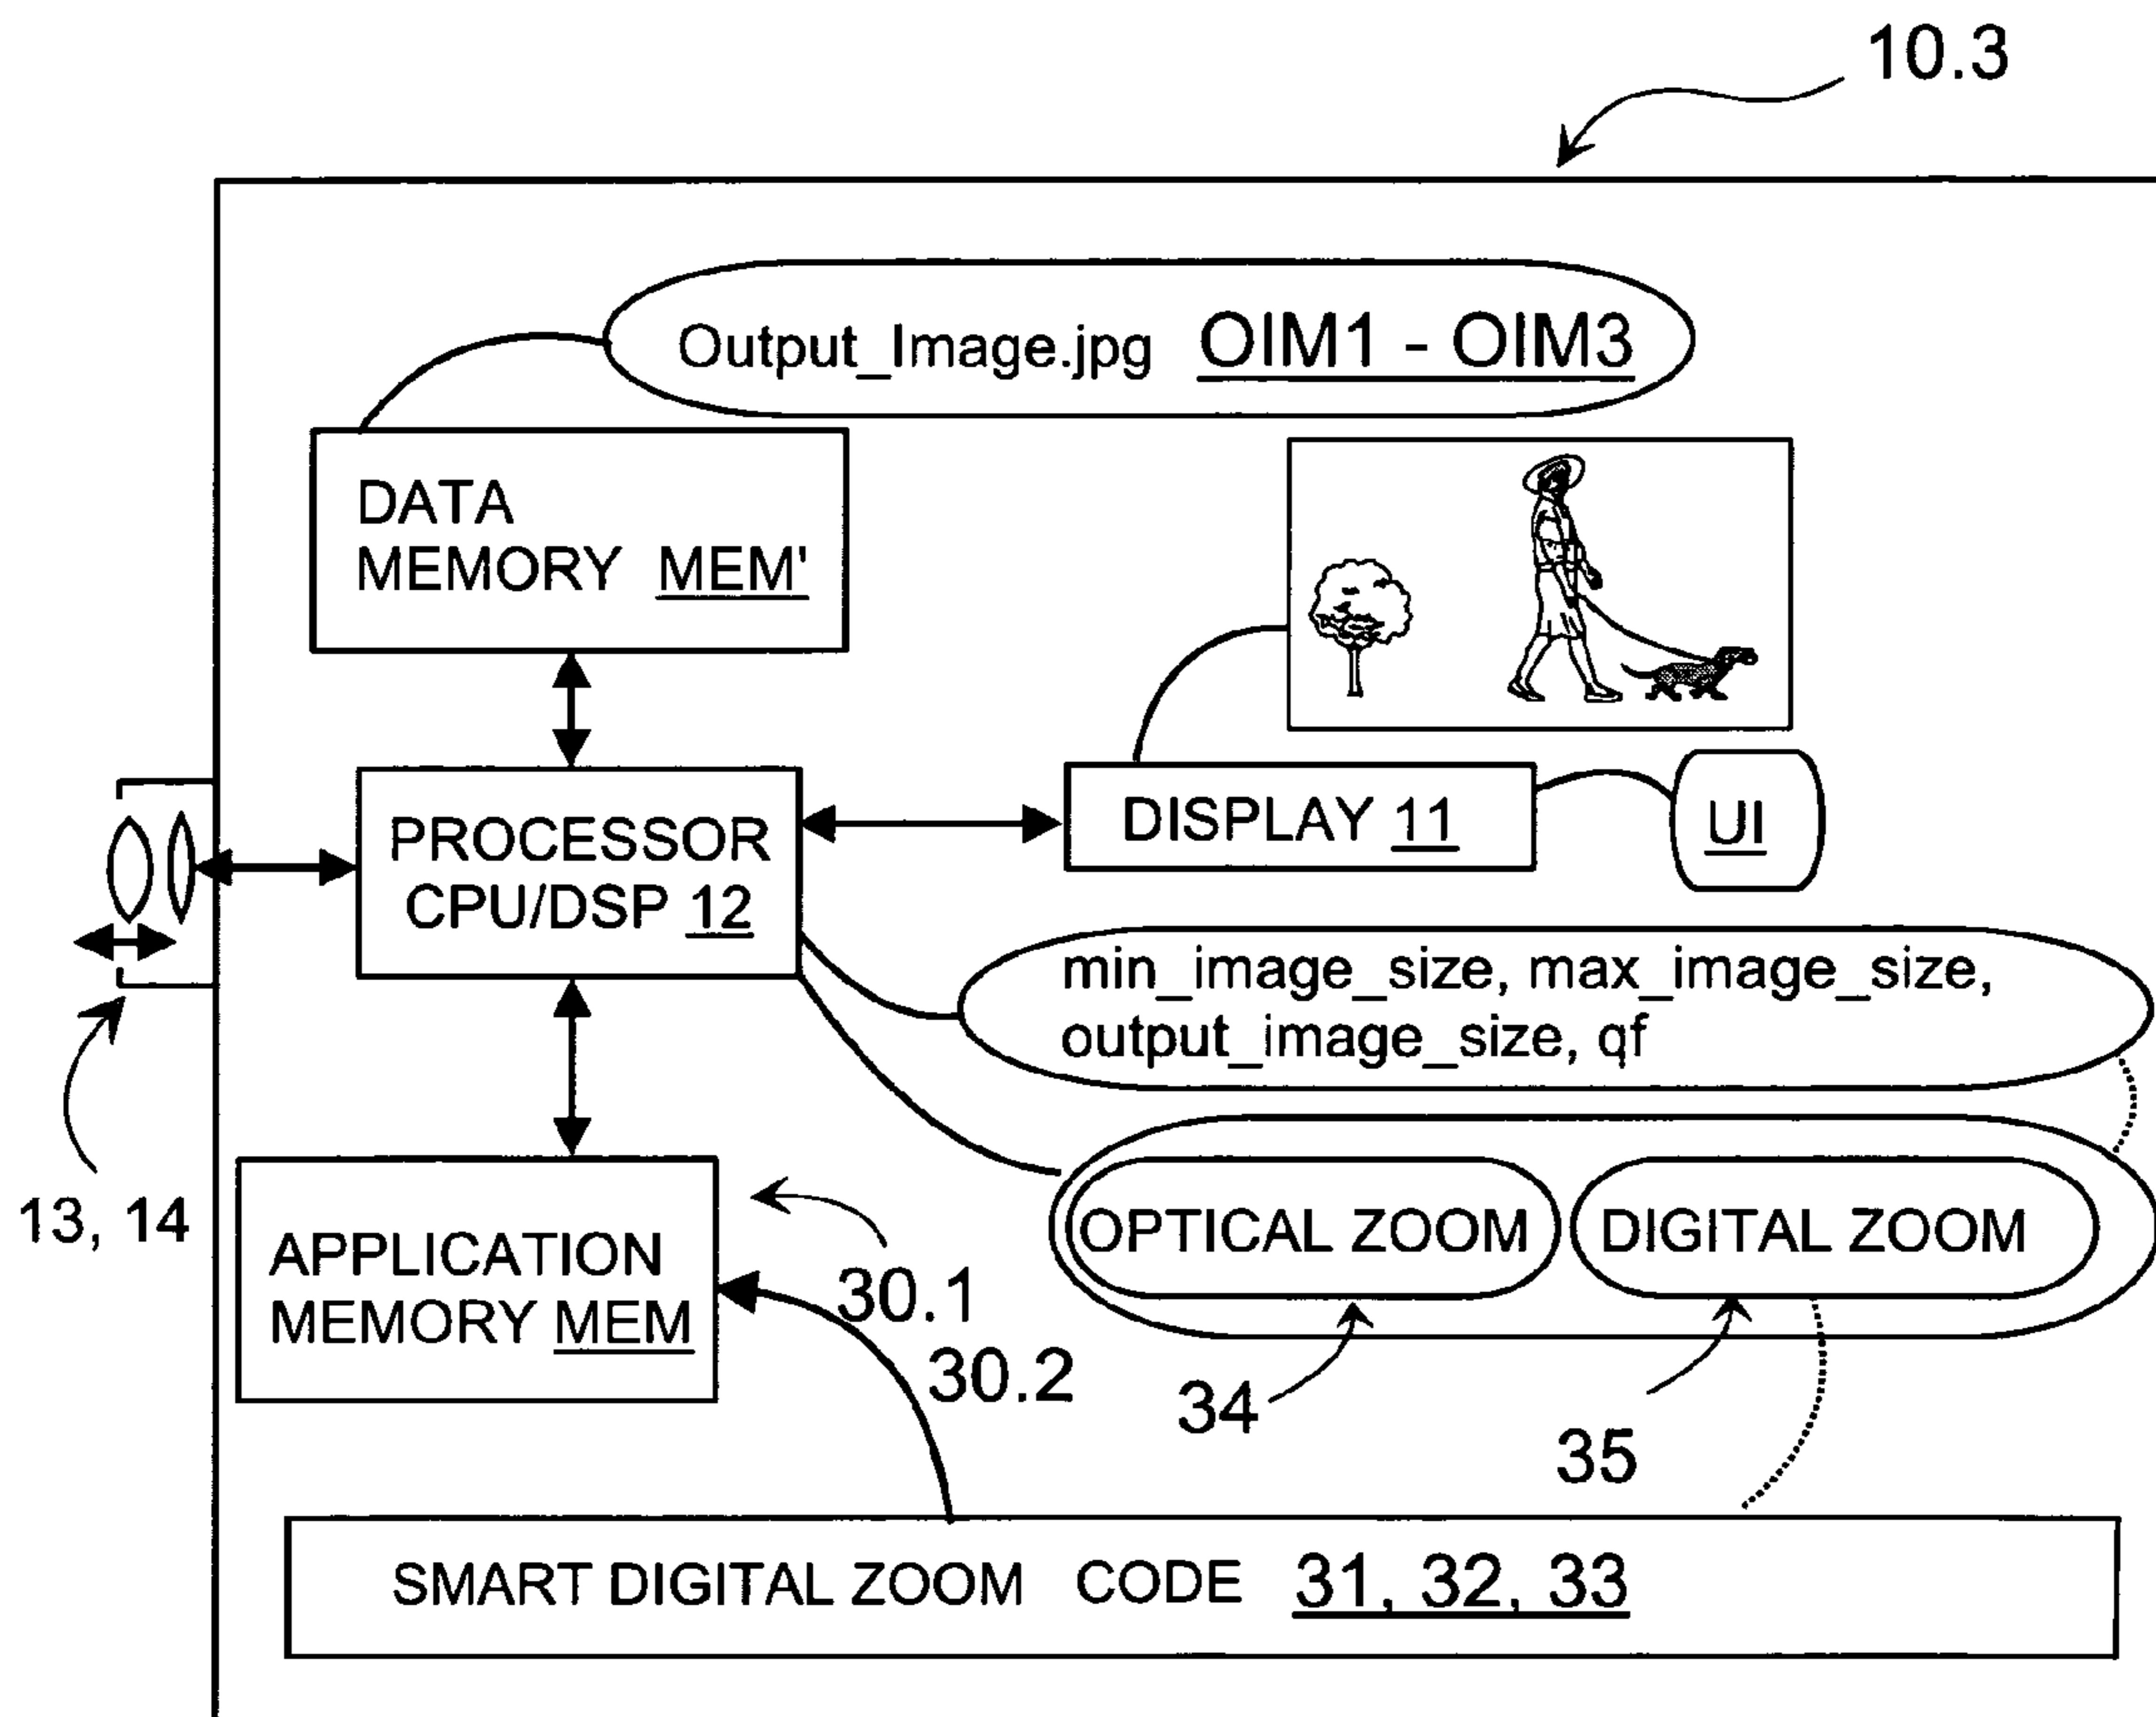 10.3
Output_Image.jpg OIM1 - OIM3
DATA
MEMORY MEM'
PROCESSOR
CPU/DSP 12
DISPLAY 11
UI
min_image_size, max_image_size,
output_image_size, qf
13, 14
APPLICATION
MEMORY MEM
30.1
30.2
OPTICAL ZOOM
DIGITAL ZOOM
34
35
SMART DIGITAL ZOOM CODE 31, 32, 33